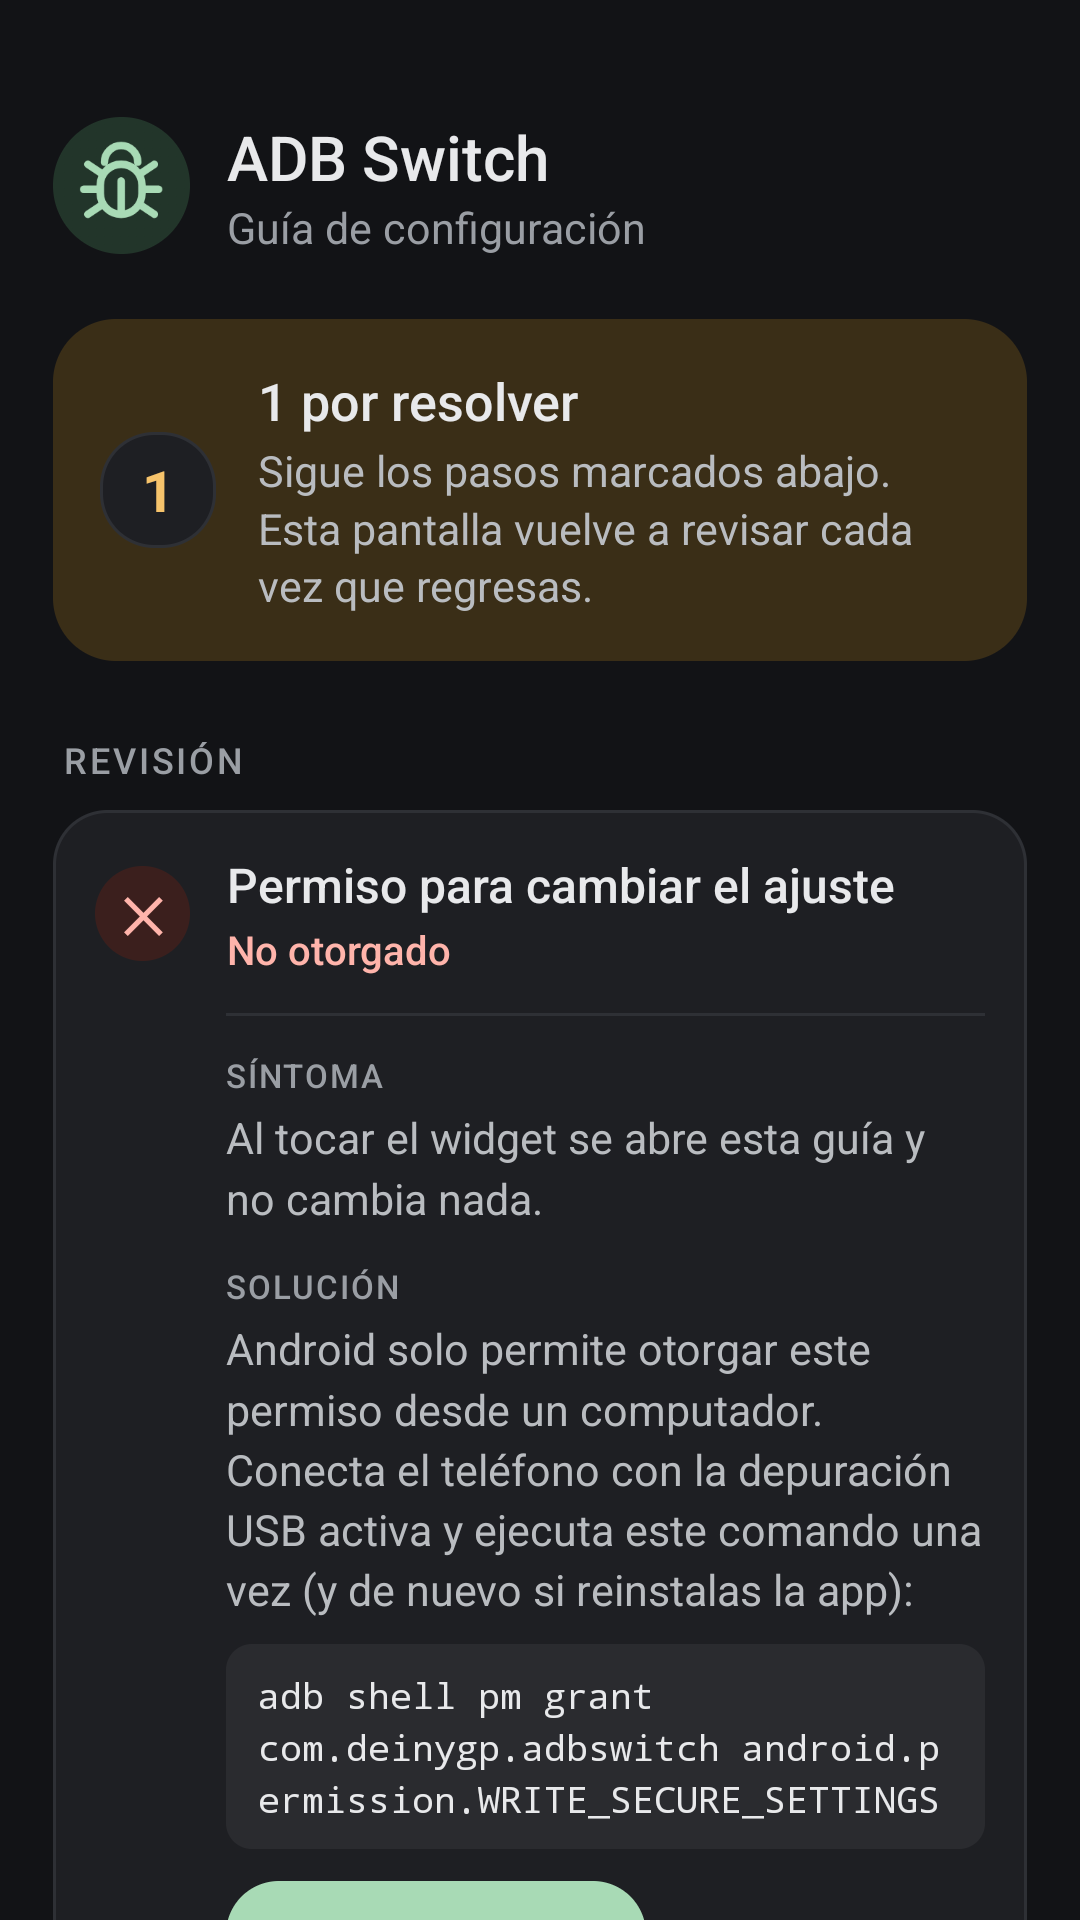 ADB Switch
Guía de configuración
1 por resolver
1
Sigue los pasos marcados abajo.
Esta pantalla vuelve a revisar cada
vez que regresas.
REVISIÓN
Permiso para cambiar el ajuste
No otorgado
SÍNTOMA
Al tocar el widget se abre esta guía y
no cambia nada.
SOLUCIÓN
Android solo permite otorgar este
permiso desde un computador.
Conecta el teléfono con la depuración
USB activa y ejecuta este comando una
vez (y de nuevo si reinstalas la app):
adb shell pm grant
com.deinygp.adbswitch android.p
ermission.WRITE_SECURE_SETTINGS